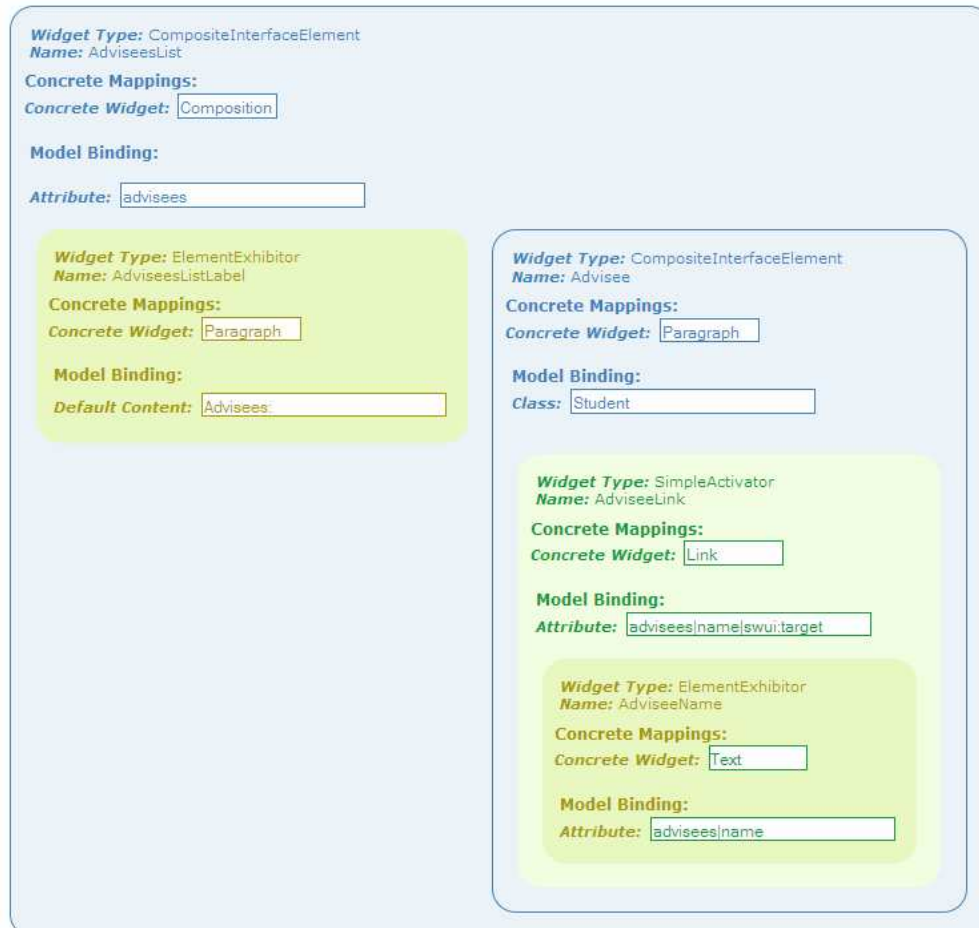 Widget Type: CompositeInterfaceElement
Name: AdviseesList
Concrete Mappings:
Concrete Widget: Composition
Model Binding:
Attribute: advisees
Widget Type: ElementExhibitor
Name: AdviseesListLabel
Concrete Mappings:
Concrete Widget: Paragraph
Model Binding:
Default Content: Advisees:
Widget Type: CompositeInterfaceElement
Name: Advisee
Concrete Mappings:
Concrete Widget: Paragraph
Model Binding:
Class: Student
Widget Type: SimpleActivator
Name: AdviseeLink
Concrete Mappings:
Concrete Widget: Link
Model Binding:
Attribute: advisees|name|swui:target
Widget Type: ElementExhibitor
Name: AdviseeName
Concrete Mappings:
Concrete Widget: Text
Model Binding:
Attribute: advisees|name